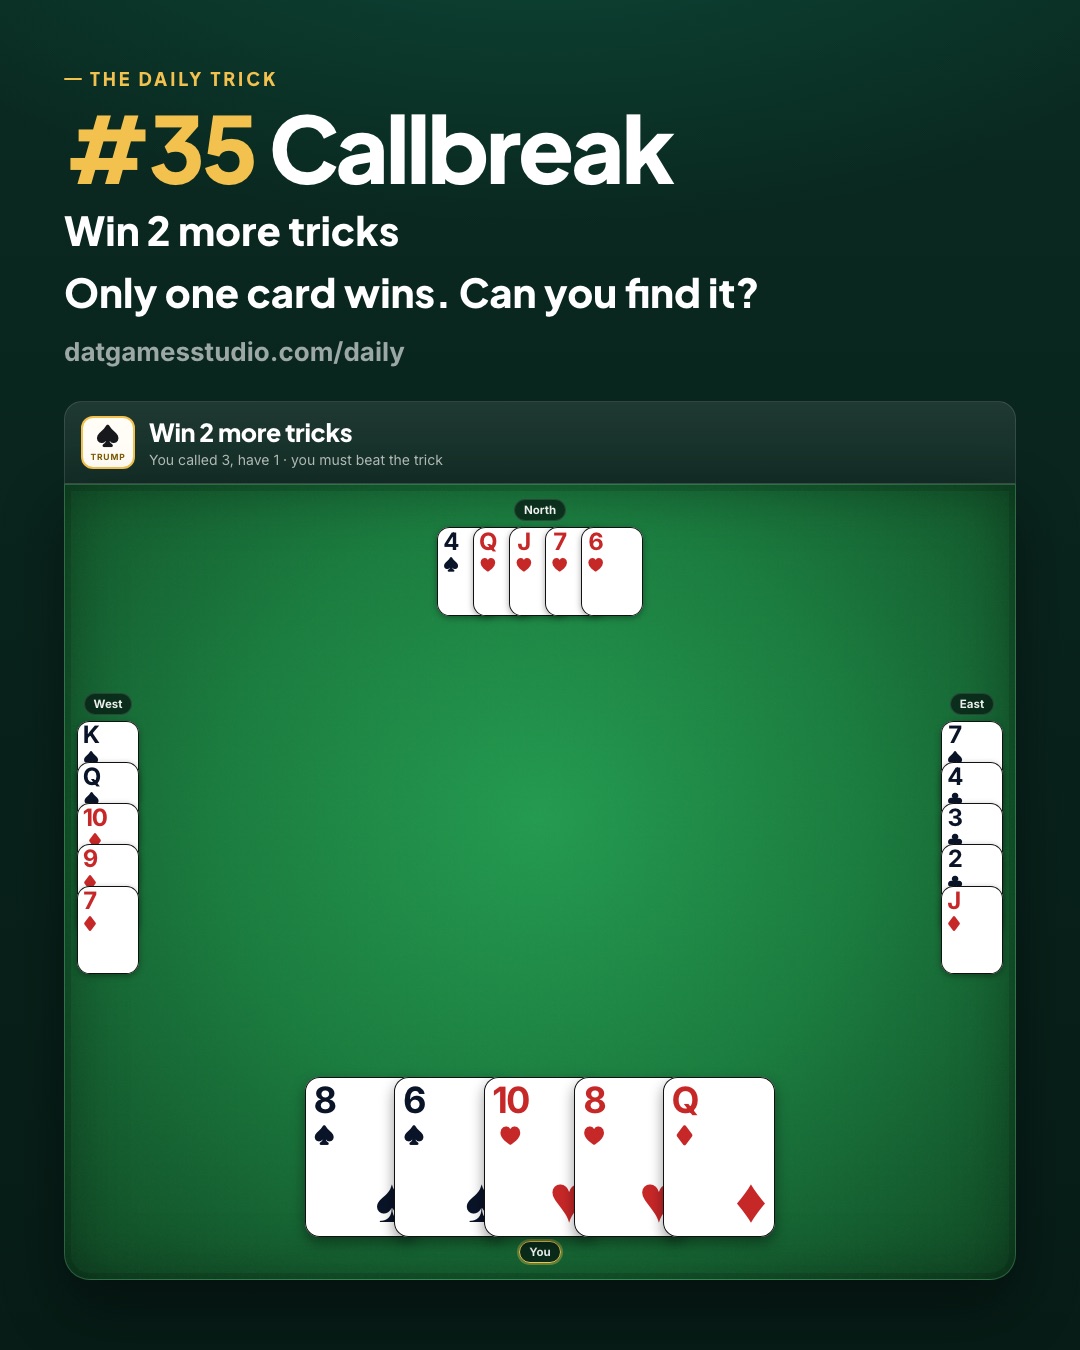 — THE DAILY TRICK
#35 Callbreak
Win 2 more tricks
Only one card wins. Can you find it?
datgamesstudio.com/daily
TRUMP
Win 2 more tricks
You called 3, have 1 · you must beat the trick
North
4 Q J 7 6
West
K
Q
10
9
7
East
7
4
3
2
J
8 6 10 8 Q
You